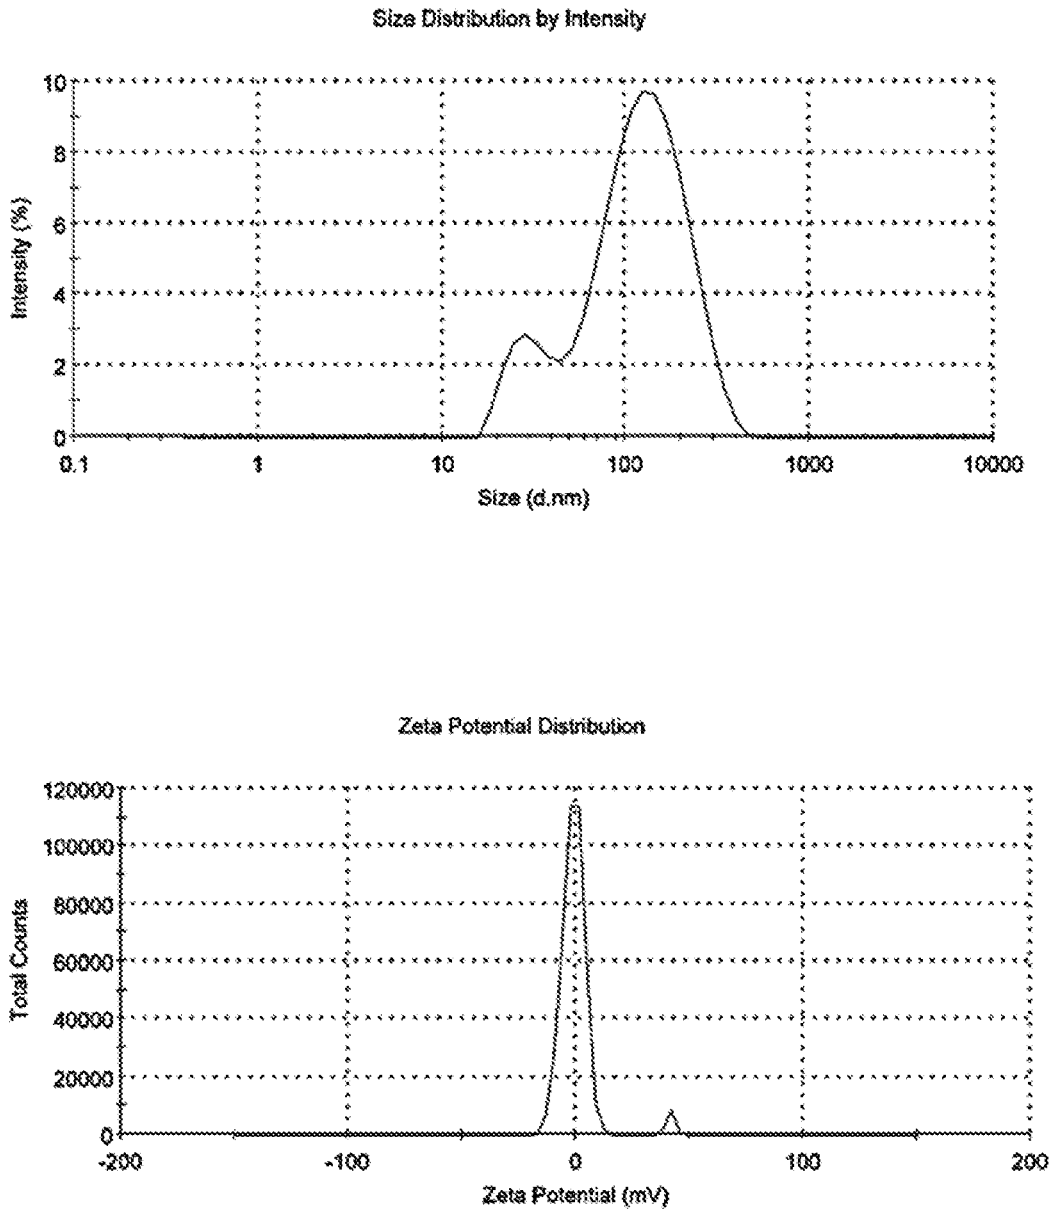 Size Distribution by Intensity
10
8
6
4
2
0
Intensity (%)
0.1 1 10 100 1000 10000
Size (d.nm)
Zeta Potential Distribution
120000
100000
80000
60000
40000
20000
0
Total Counts
-200 -100 0 100 200
Zeta Potential (mV)